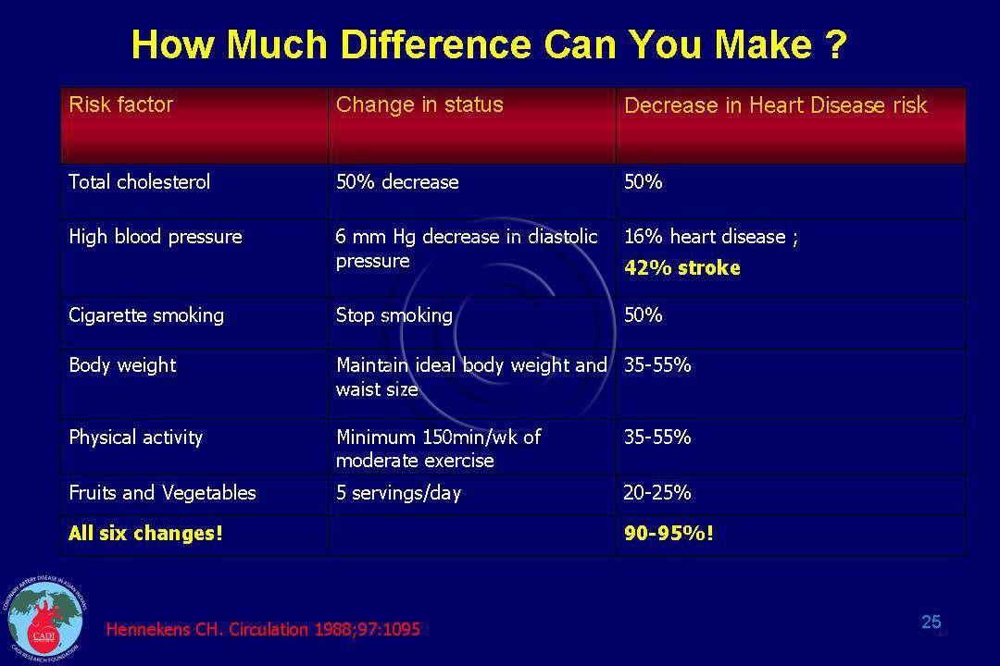 How Much Difference Can You Make ?
Risk factor
Change in status
Decrease in Heart Disease risk
Total cholesterol
50% decrease
50%
High blood pressure
6 mm Hg decrease in diastolic
pressure
16% heart disease ;
42% stroke
Cigarette smoking
Stop smoking
50%
Body weight
Maintain ideal body weight and
waist size
35-55%
Physical activity
Minimum 150min/wk of
moderate exercise
35-55%
Fruits and Vegetables
5 servings/day
20-25%
All six changes!
90-95%!
CORONARY ARTERY DISEASE IN ASIAN INDIANS
CADI
CADI RESEARCH FOUNDATION
Hennekens CH. Circulation 1988;97:1095
25